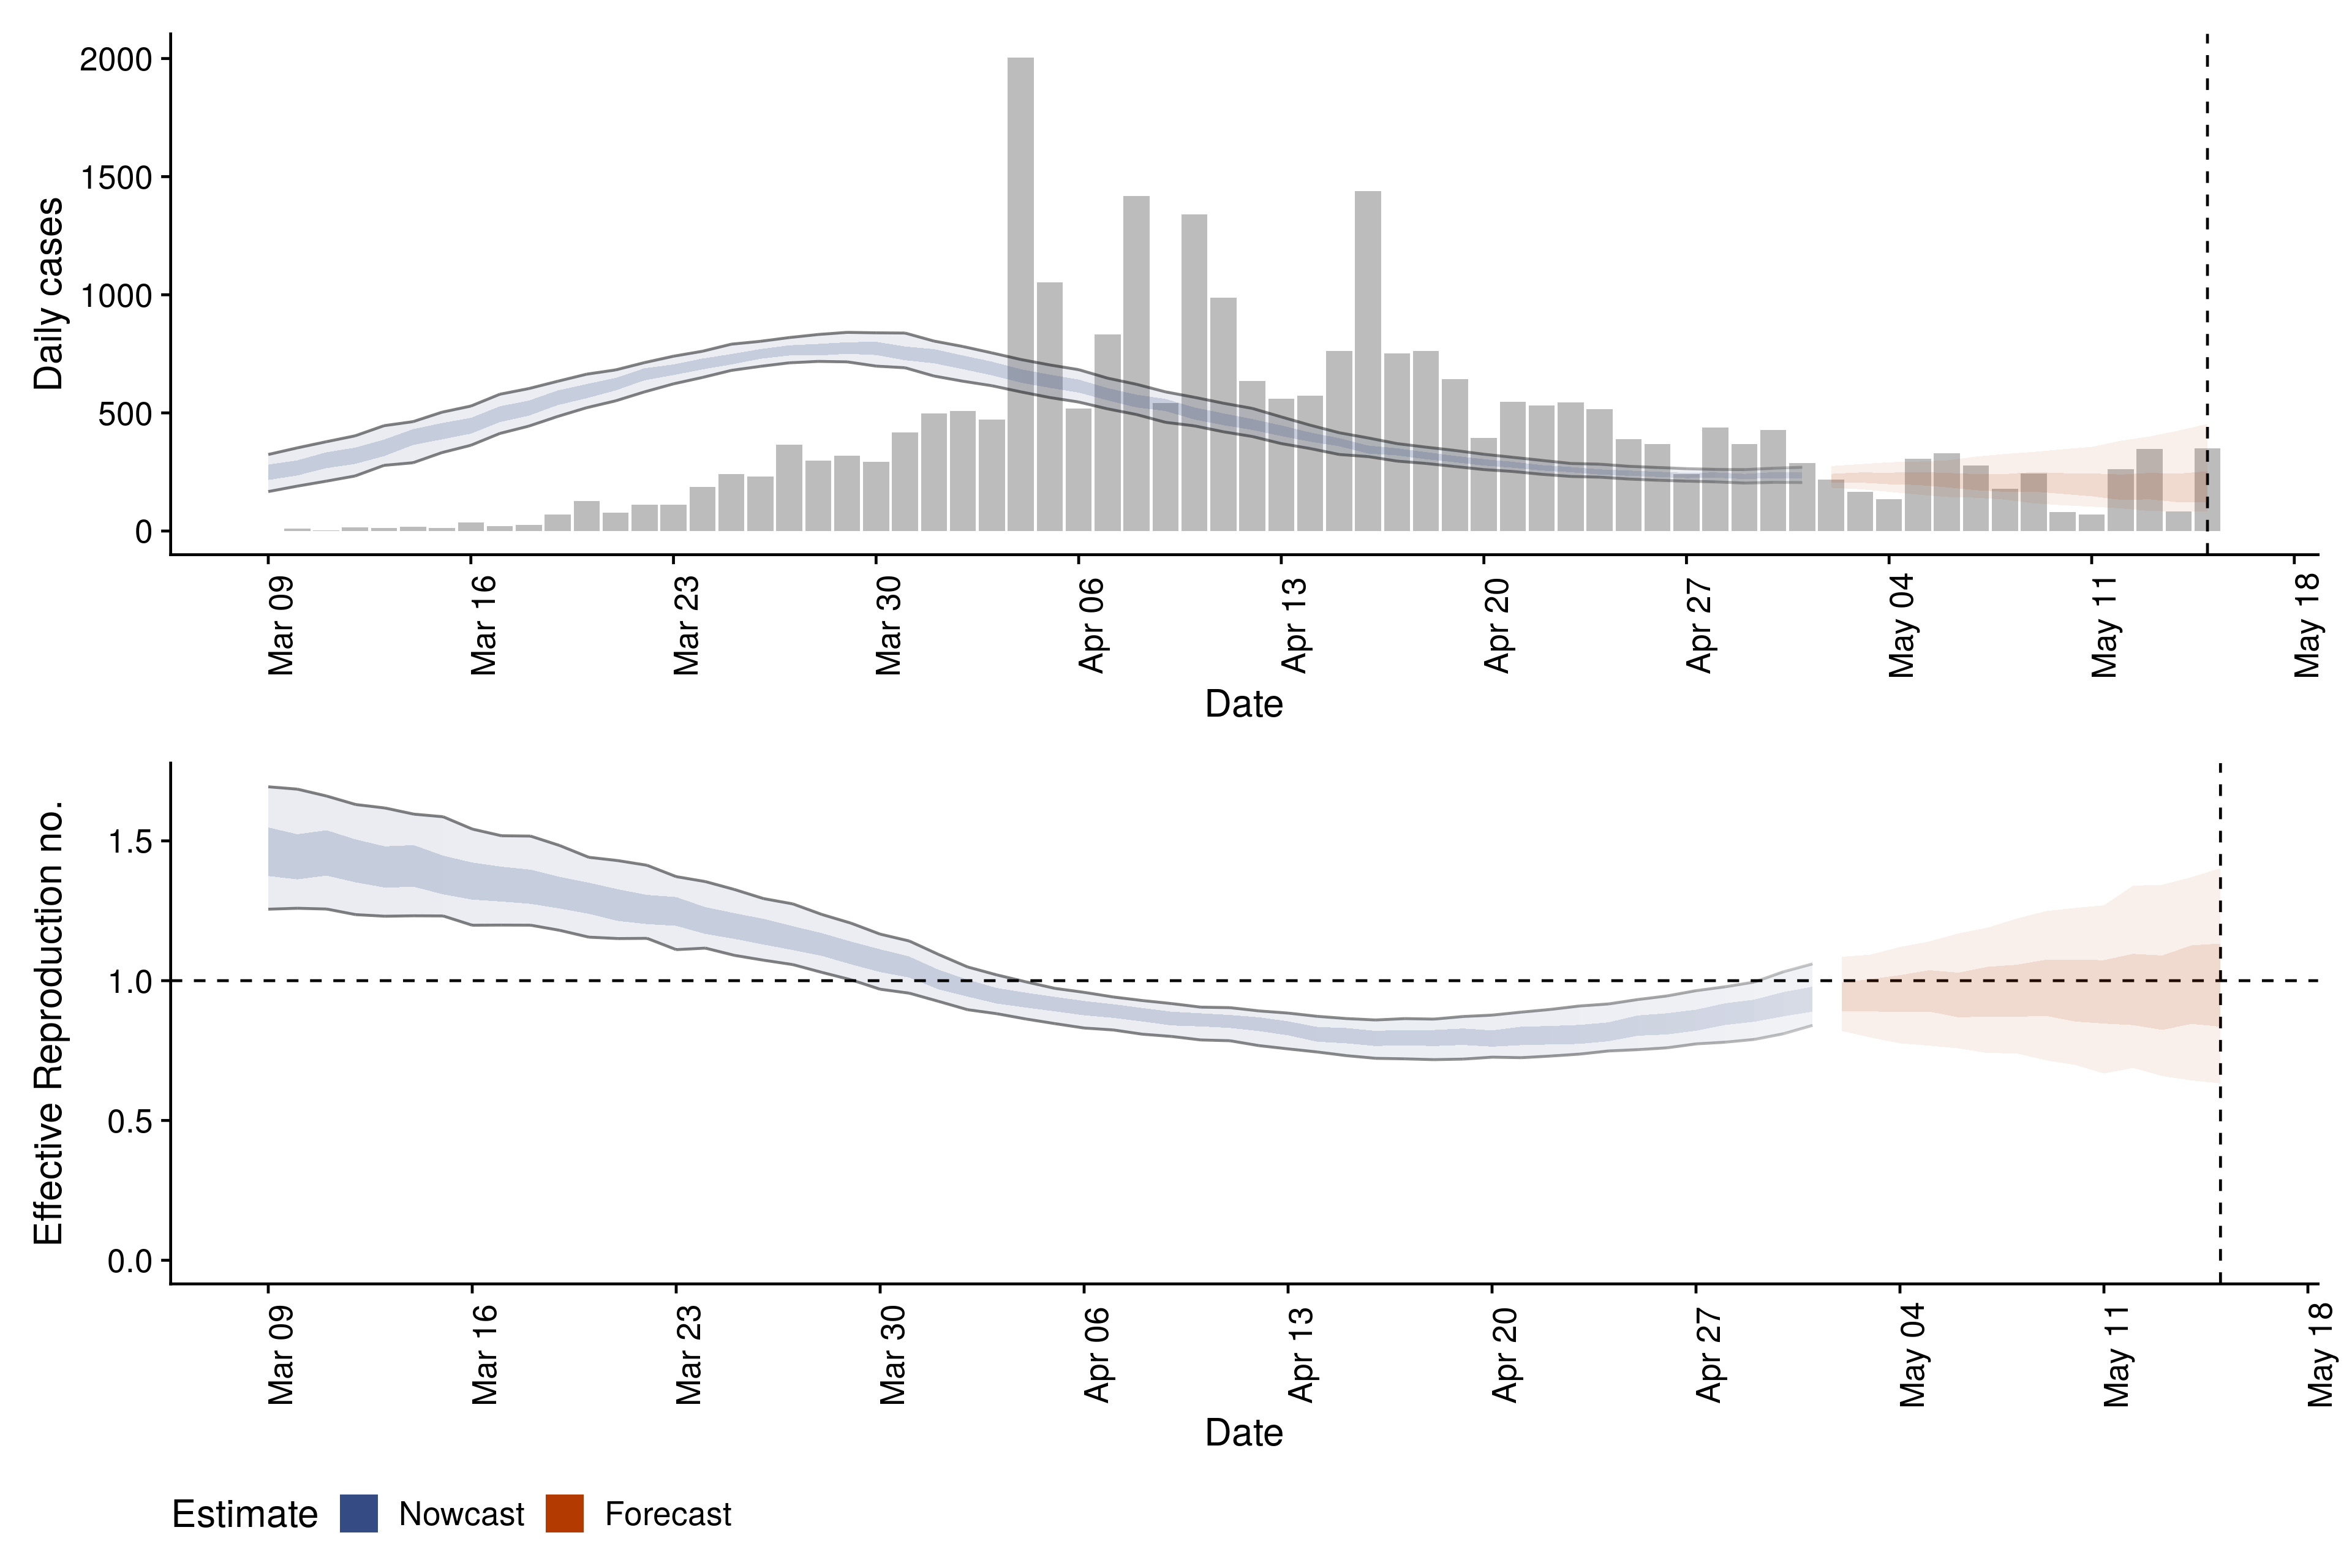 Daily cases
2000
1500
1000
500
0
Mar 09 Mar 16 Mar 23 Mar 30 Apr 06 Apr 13 Apr 20 Apr 27 May 04 May 11 May 18
Date
Effective Reproduction no.
1.5
1.0
0.5
0.0
Mar 09 Mar 16 Mar 23 Mar 30 Apr 06 Apr 13 Apr 20 Apr 27 May 04 May 11 May 18
Date
Estimate Nowcast Forecast